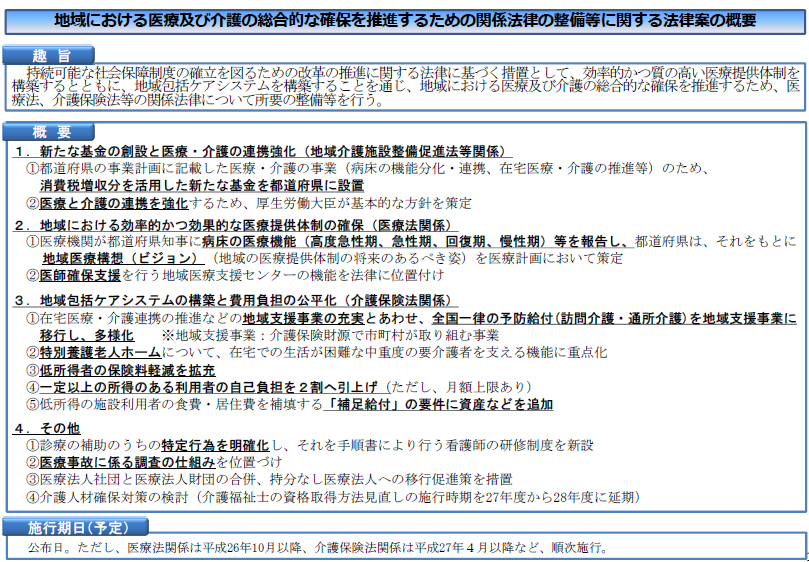 地域における医療及び介護の総合的な確保を推進するための関係法律の整備等に関する法律案の概要
趣 旨
持続可能な社会保障制度の確立を図るための改革の推進に関する法律に基づく措置として、効率的かつ質の高い医療提供体制を
構築するとともに、地域包括ケアシステムを構築することを通じ、地域における医療及び介護の総合的な確保を推進するため、医
療法、介護保険法等の関係法律について所要の整備等を行う。
概 要
1．新たな基金の創設と医療・介護の連携強化（地域介護施設整備促進法等関係）
①都道府県の事業計画に記載した医療・介護の事業（病床の機能分化・連携、在宅医療・介護の推進等）のため、
消費税増収分を活用した新たな基金を都道府県に設置
②医療と介護の連携を強化するため、厚生労働大臣が基本的な方針を策定
2．地域における効率的かつ効果的な医療提供体制の確保（医療法関係）
①医療機関が都道府県知事に病床の医療機能（高度急性期、急性期、回復期、慢性期）等を報告し、都道府県は、それをもとに
地域医療構想（ビジョン）（地域の医療提供体制の将来のあるべき姿）を医療計画において策定
②医師確保支援を行う地域医療支援センターの機能を法律に位置付け
3．地域包括ケアシステムの構築と費用負担の公平化（介護保険法関係）
①在宅医療・介護連携の推進などの地域支援事業の充実とあわせ、全国一律の予防給付(訪問介護・通所介護)を地域支援事業に
移行し、多様化 ※地域支援事業：介護保険財源で市町村が取り組む事業
②特別養護老人ホームについて、在宅での生活が困難な中重度の要介護者を支える機能に重点化
③低所得者の保険料軽減を拡充
④一定以上の所得のある利用者の自己負担を２割へ引上げ（ただし、月額上限あり）
⑤低所得の施設利用者の食費・居住費を補填する「補足給付」の要件に資産などを追加
4．その他
①診療の補助のうちの特定行為を明確化し、それを手順書により行う看護師の研修制度を新設
②医療事故に係る調査の仕組みを位置づけ
③医療法人社団と医療法人財団の合併、持分なし医療法人への移行促進策を措置
④介護人材確保対策の検討（介護福祉士の資格取得方法見直しの施行時期を27年度から28年度に延期）
施行期日(予定)
公布日。ただし、医療法関係は平成26年10月以降、介護保険法関係は平成27年４月以降など、順次施行。